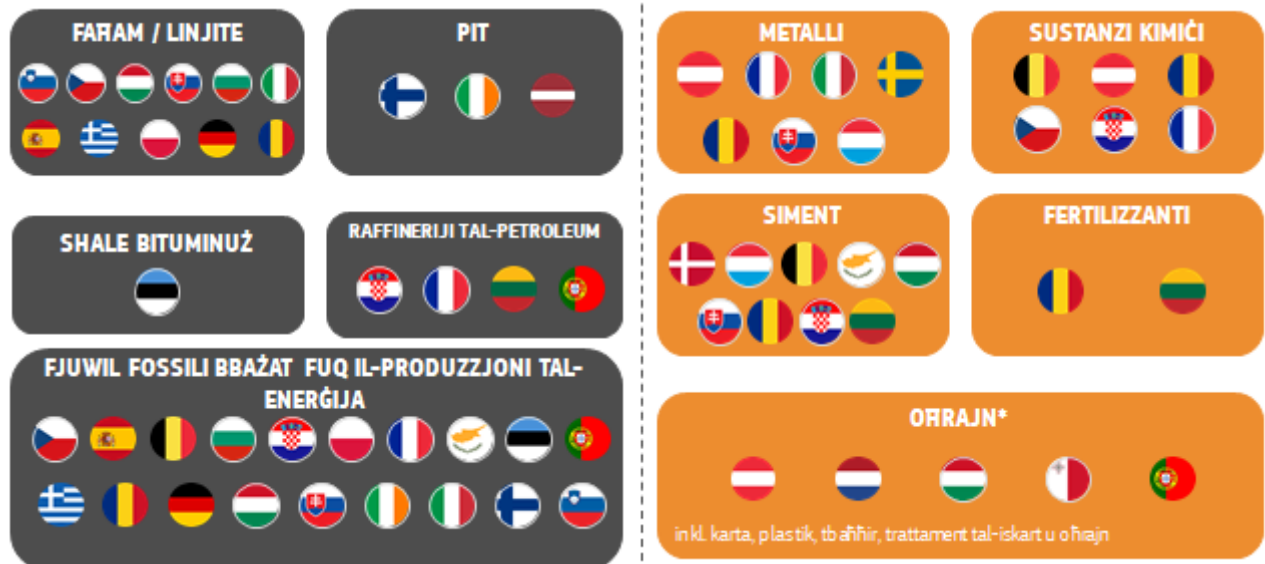 FAĦAM / LINJITE
PIT
METALLI
SUSTANZI KIMIĊI
SHALE BITUMINUŻ
RAFFINERIJI TAL-PETROLEUM
SIMENT
FERTILIZZANTI
FJUWIL FOSSILI BBAŻAT FUQ IL-PRODUZZJONI TAL-
ENERĠIJA
OĦRAJN*
inkl. karta, plastik, tbaħħir, trattament tal-iskart u oħrajn